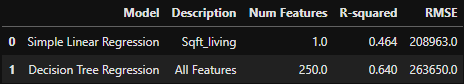 Model Description Num Features R-squared RMSE
0 Simple Linear Regression Sqft_living 1.0 0.464 208963.0
1 Decision Tree Regression All Features 250.0 0.640 263650.0